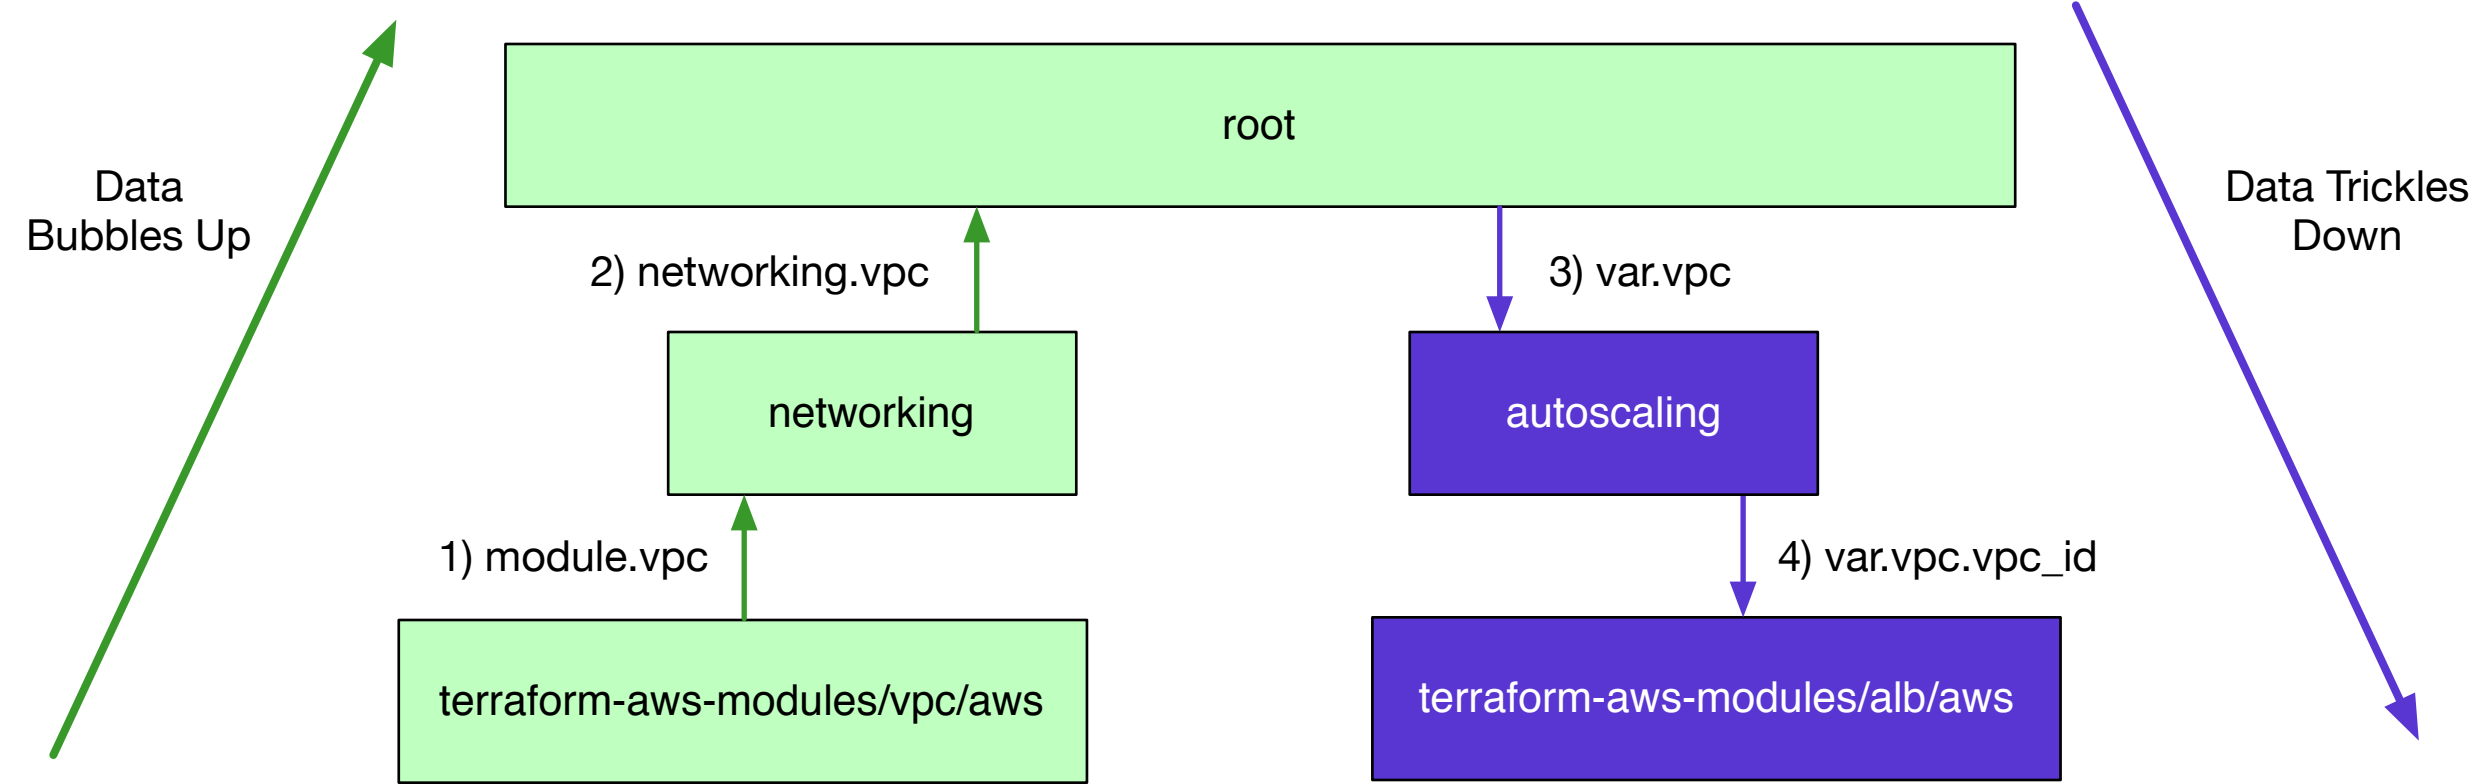 root
Data
Bubbles Up
Data Trickles
Down
2) networking.vpc
3) var.vpc
networking
autoscaling
1) module.vpc
4) var.vpc.vpc_id
terraform-aws-modules/vpc/aws
terraform-aws-modules/alb/aws